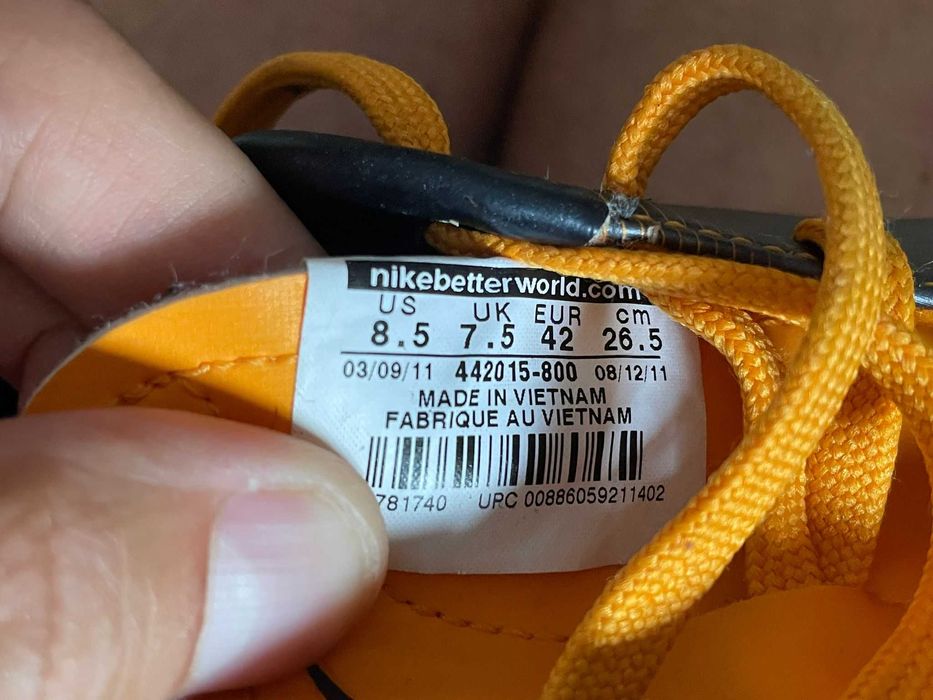 nikebetterworld.com
US UK EUR cm
8.5 7.5 42 26.5
03/09/11 442015-800 08/12/11
MADE IN VIETNAM
FABRIQUE AU VIETNAM
781740 UPC 00886059211402